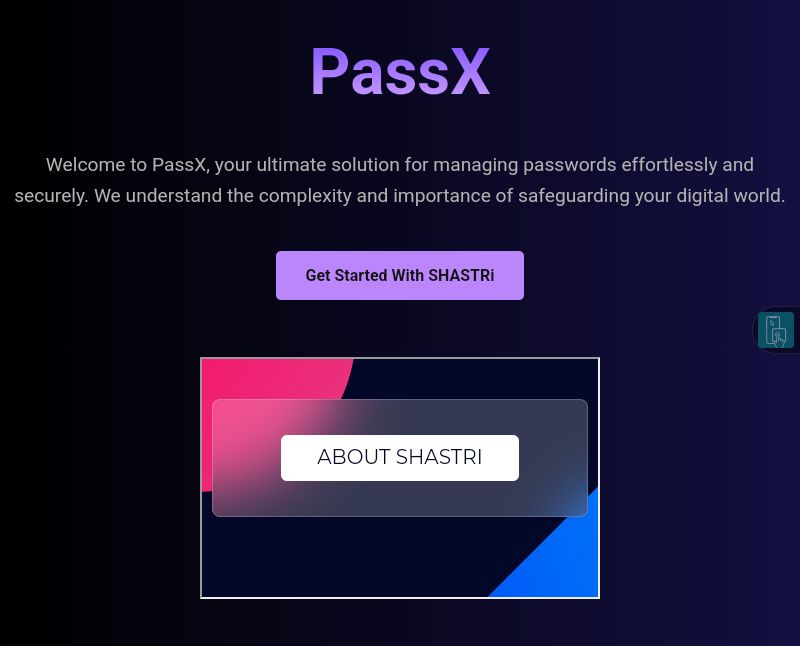 PassX
Welcome to PassX, your ultimate solution for managing passwords effortlessly and
securely. We understand the complexity and importance of safeguarding your digital world.
Get Started With SHASTRi
ABOUT SHASTRI